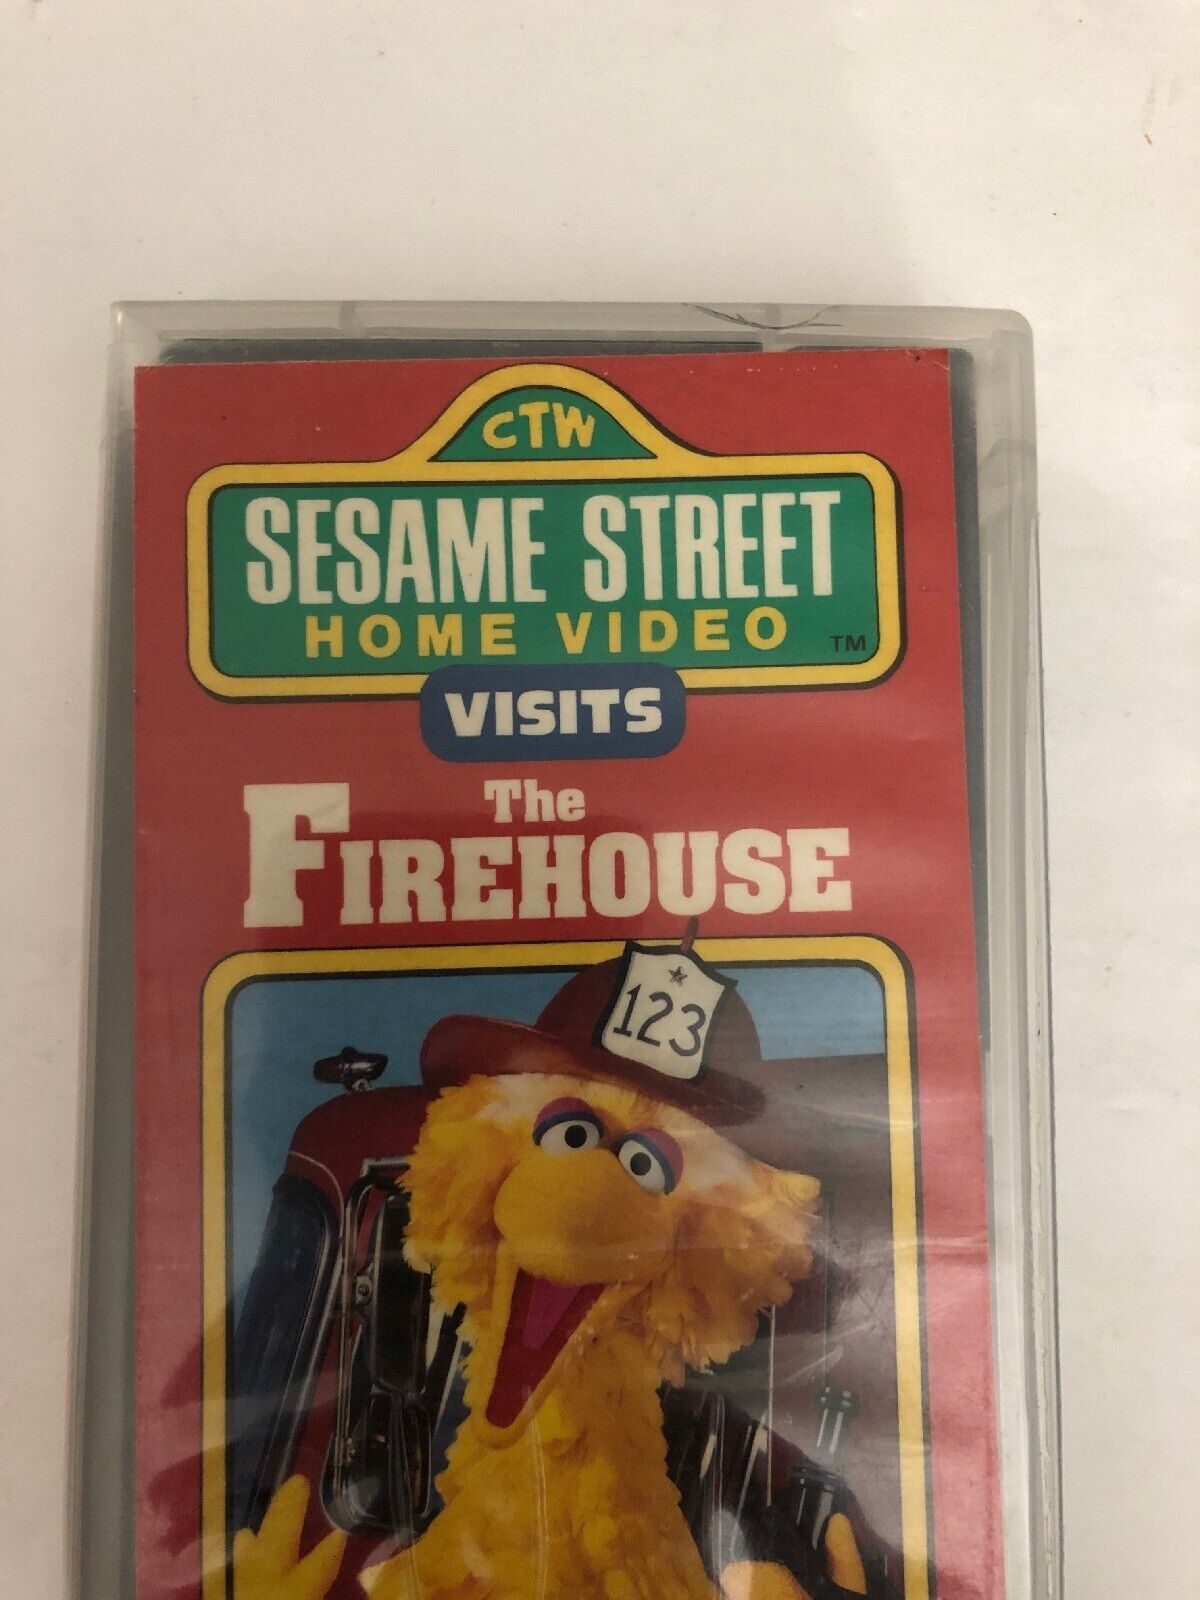 CTW
SESAME STREET
HOME VIDEO TM
VISITS
The
FIREHOUSE
123